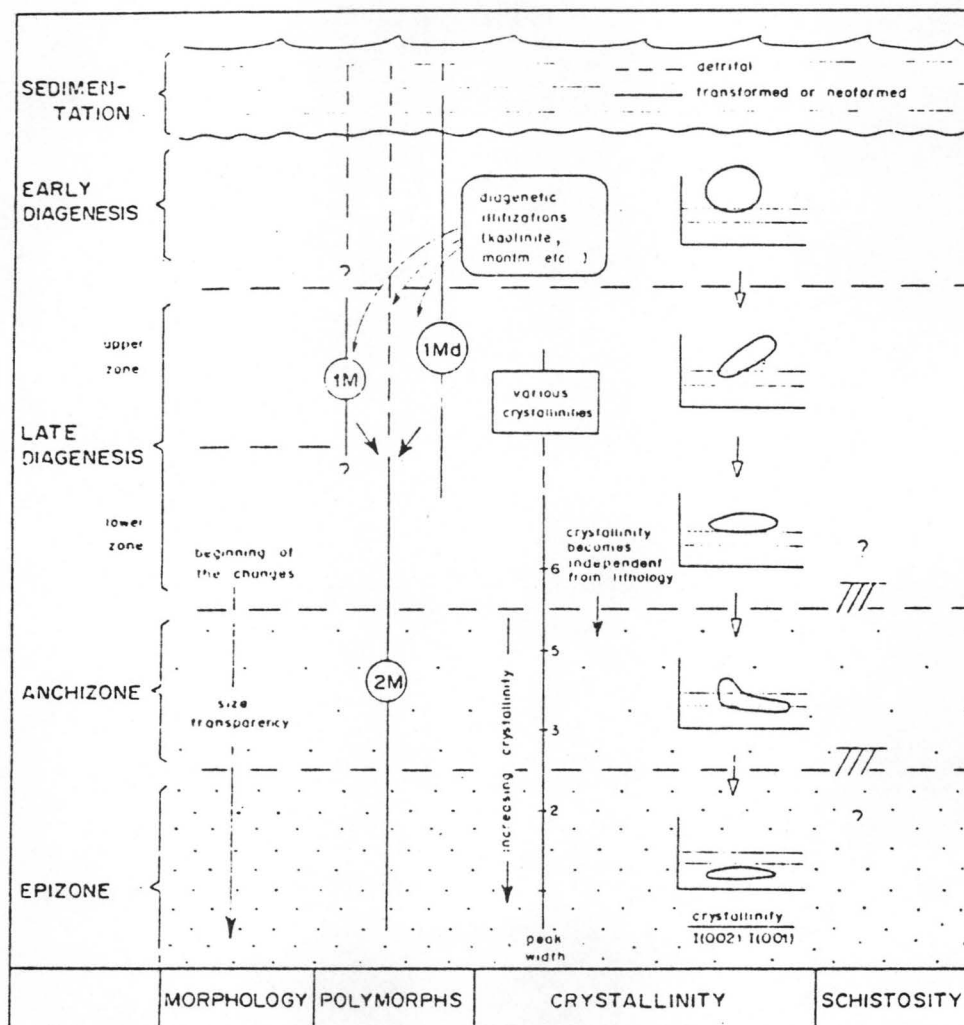 SEDIMEN-
TATION
detrital
transformed or neoformed
EARLY
DIAGENESIS
diagenetic
illitizations
(kaolinite,
montm etc )
?
upper
zone
1M
1Md
various
crystallinities
LATE
DIAGENESIS
?
lower
zone
beginning of
the changes
crystallinity
becomes
independent
from lithology
?
6
5
ANCHIZONE
2M
size
transparency
increasing crystallinity
3
2
?
EPIZONE
peak
width
crystallinity
I(002) I(001)
MORPHOLOGY
POLYMORPHS
CRYSTALLINITY
SCHISTOSITY